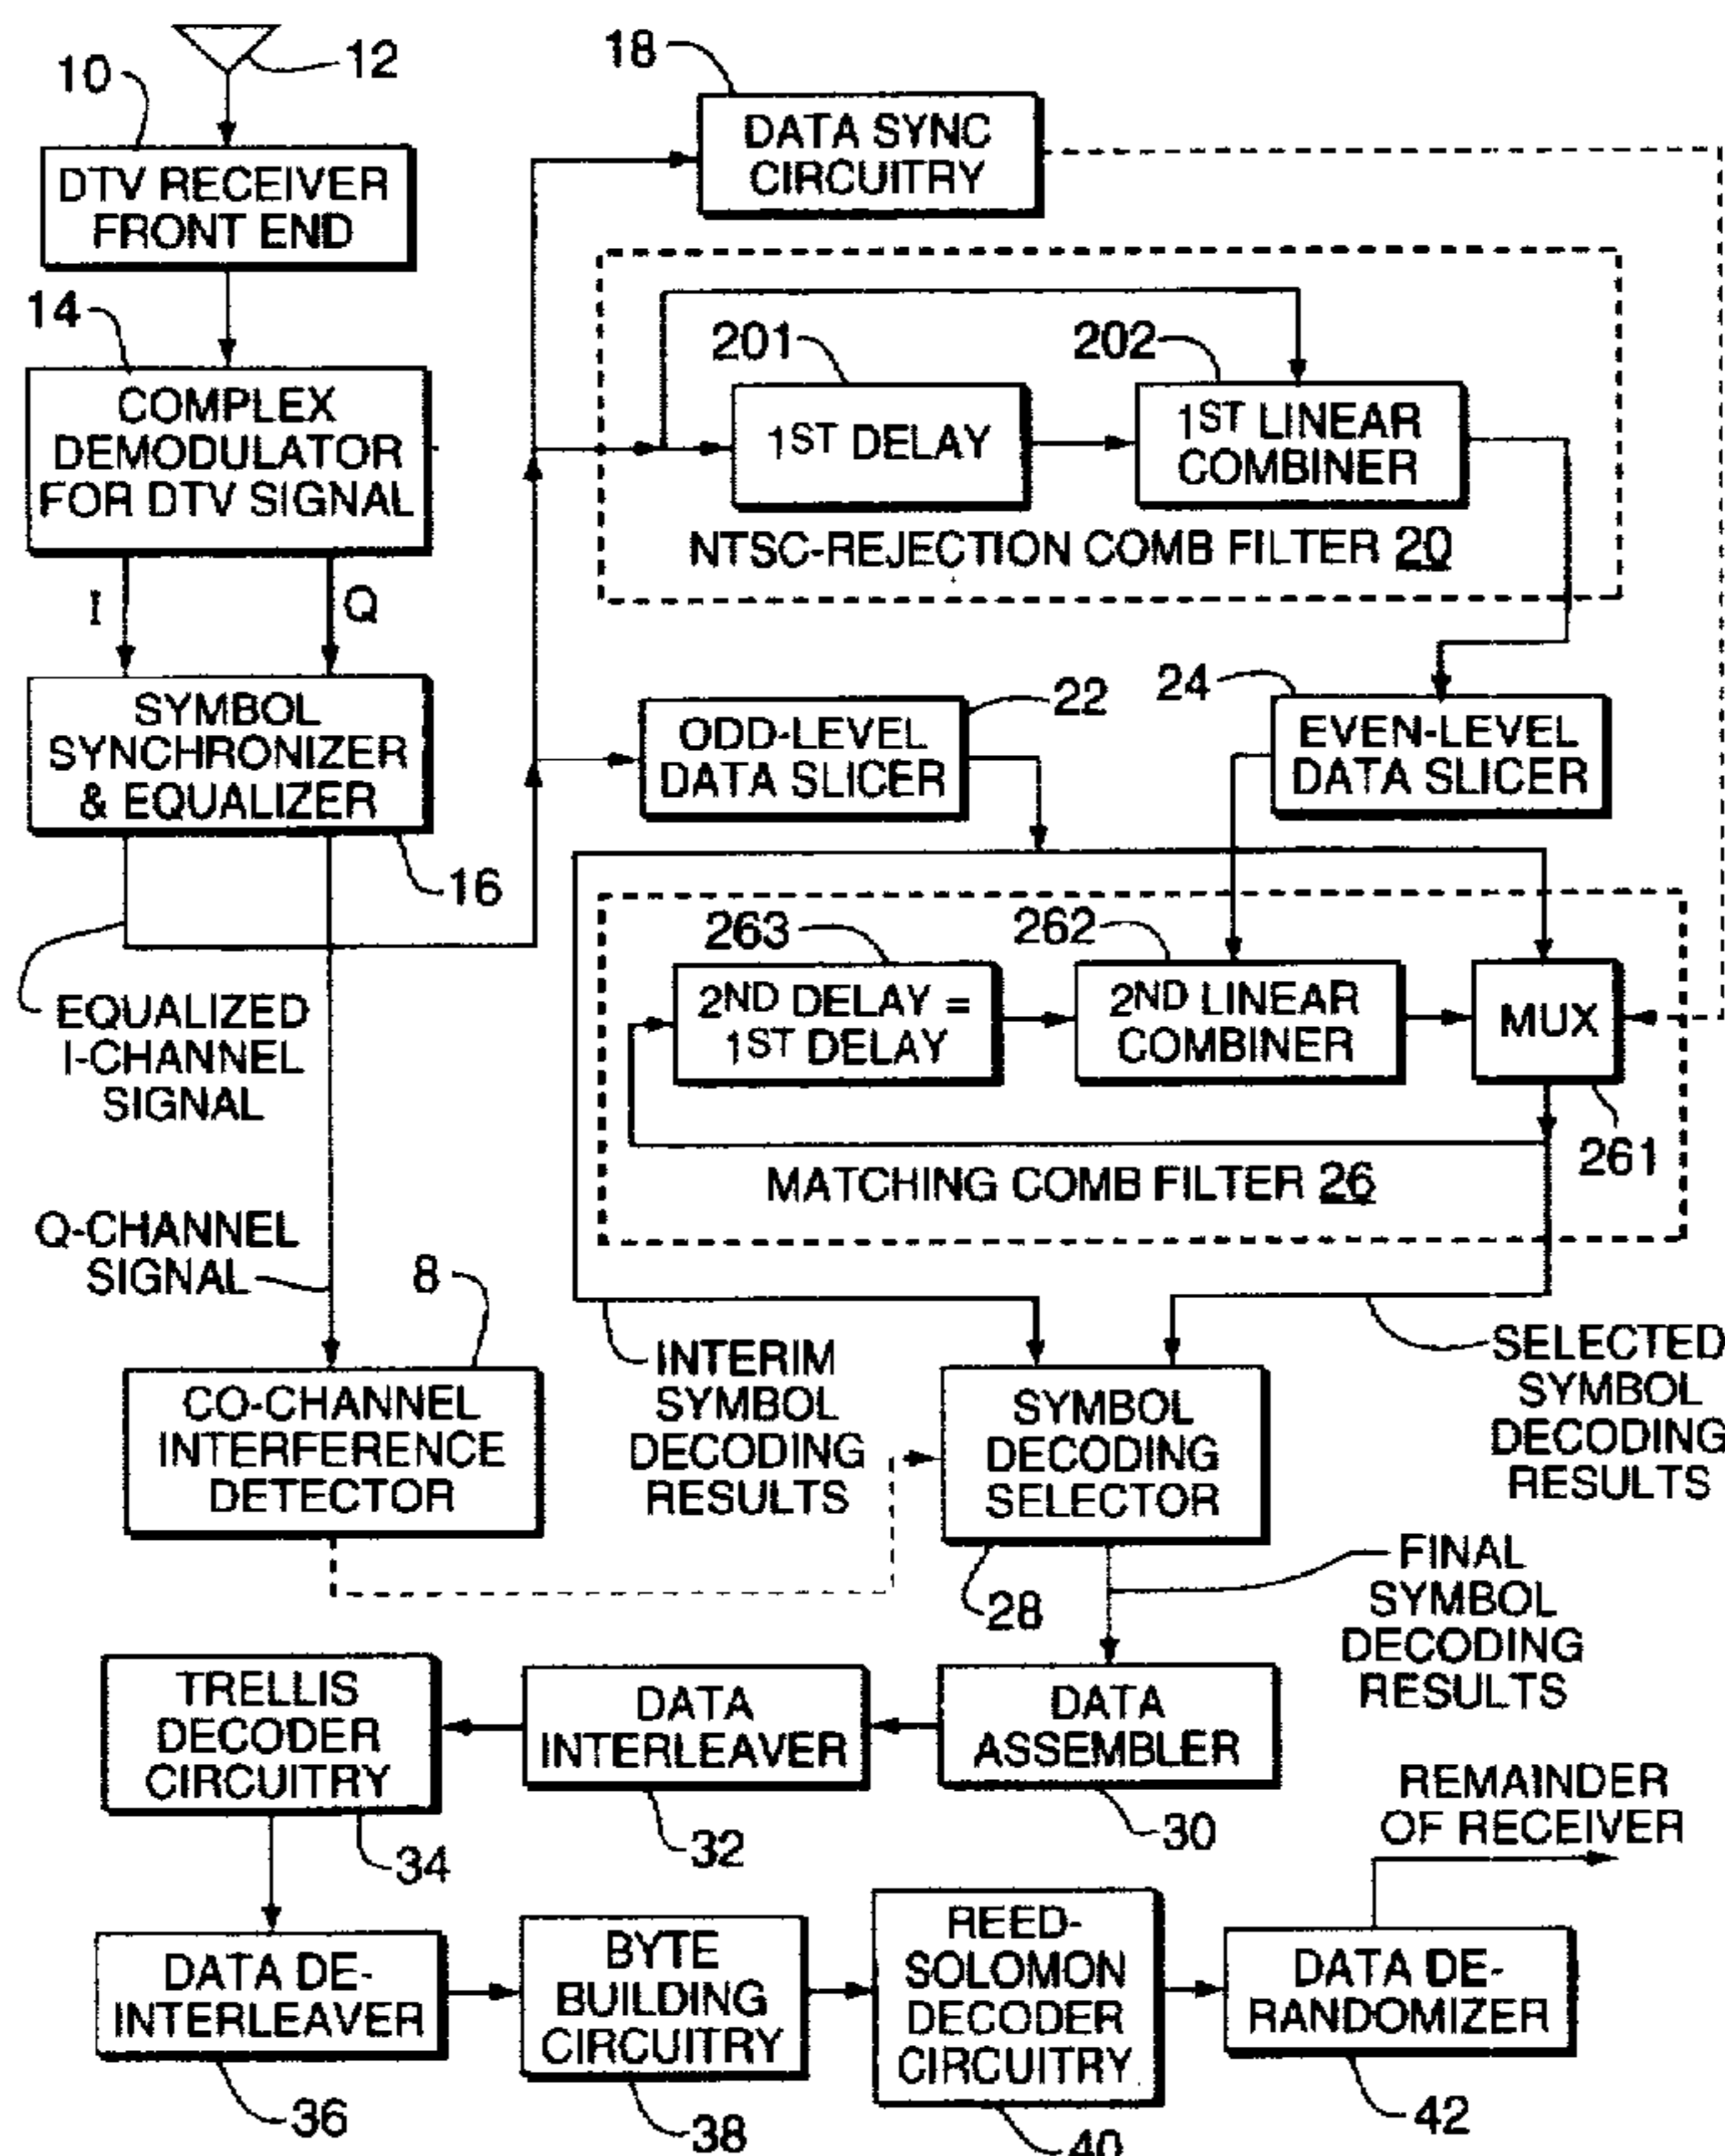 12
10
18
DATA SYNC
CIRCUITRY
DTV RECEIVER
FRONT END
14
201
202
COMPLEX
DEMODULATOR
FOR DTV SIGNAL
1ST DELAY
1ST LINEAR
COMBINER
NTSC-REJECTION COMB FILTER 20
I
Q
SYMBOL
SYNCHRONIZER
& EQUALIZER
16
22
24
ODD-LEVEL
DATA SLICER
EVEN-LEVEL
DATA SLICER
263
262
2ND DELAY =
1ST DELAY
2ND LINEAR
COMBINER
MUX
261
MATCHING COMB FILTER 26
EQUALIZED
I-CHANNEL
SIGNAL
Q-CHANNEL
SIGNAL
8
CO-CHANNEL
INTERFERENCE
DETECTOR
INTERIM
SYMBOL
DECODING
RESULTS
SYMBOL
DECODING
SELECTOR
28
SELECTED
SYMBOL
DECODING
RESULTS
FINAL
SYMBOL
DECODING
RESULTS
TRELLIS
DECODER
CIRCUITRY
34
DATA
INTERLEAVER
32
DATA
ASSEMBLER
30
REMAINDER
OF RECEIVER
DATA DE-
INTERLEAVER
36
BYTE
BUILDING
CIRCUITRY
38
REED-
SOLOMON
DECODER
CIRCUITRY
40
DATA DE-
RANDOMIZER
42